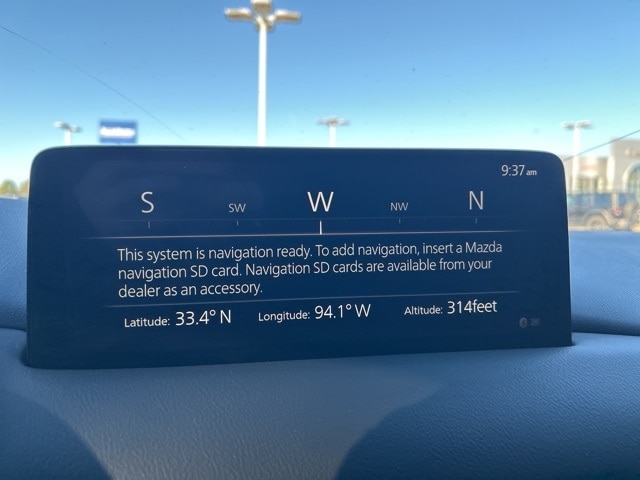 9:37 am
S SW W NW N
This system is navigation ready. To add navigation, insert a Mazda
navigation SD card. Navigation SD cards are available from your
dealer as an accessory.
Latitude: 33.4° N Longitude: 94.1° W Altitude: 314feet